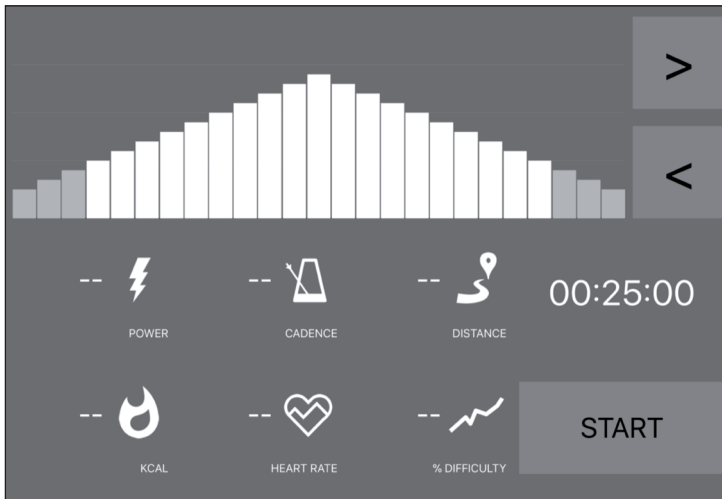 >
<
-- -- -- 00:25:00
POWER CADENCE DISTANCE
-- -- -- START
KCAL HEART RATE % DIFFICULTY